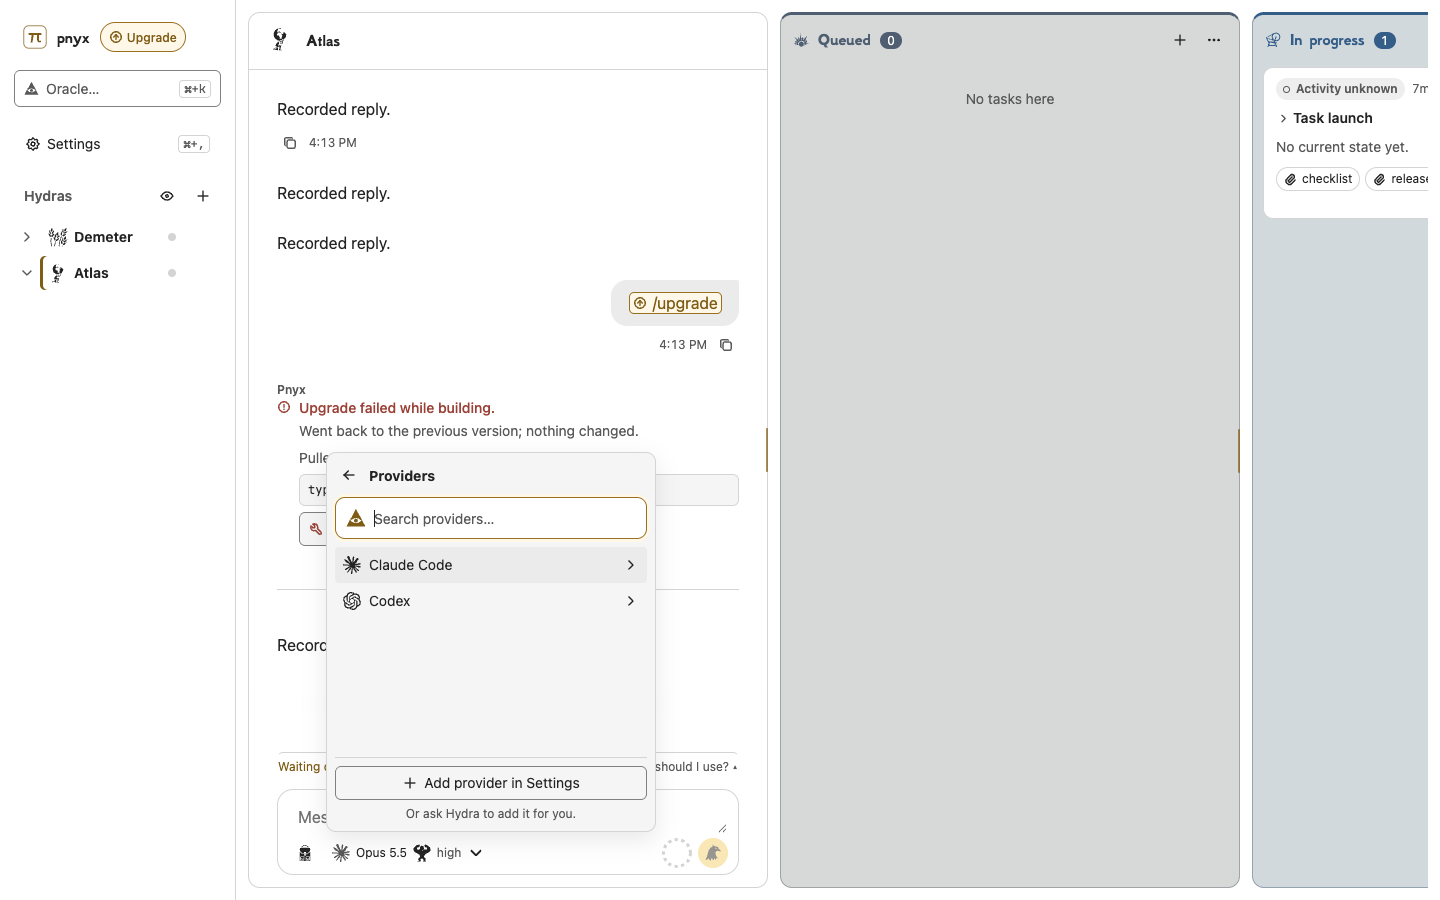 pnyx
Upgrade
Oracle...
⌘+K
Settings
⌘+,
Hydras
Demeter
Atlas
Atlas
Recorded reply.
4:13 PM
Recorded reply.
Recorded reply.
/upgrade
4:13 PM
Pnyx
Upgrade failed while building.
Went back to the previous version; nothing changed.
Providers
Search providers...
Claude Code
Codex
Waiting
should I use?
Add provider in Settings
Or ask Hydra to add it for you.
Opus 5.5
high
Queued 0
No tasks here
In progress 1
Activity unknown
Task launch
No current state yet.
checklist